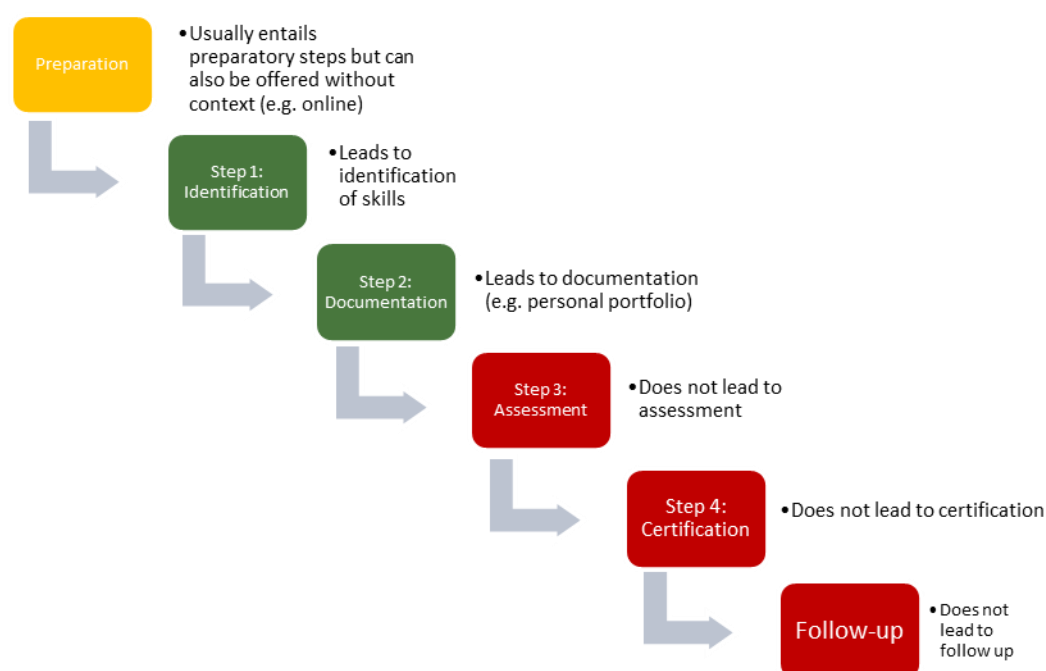 Preparation
•Usually entails
preparatory steps but can
also be offered without
context (e.g. online)
Step 1:
Identification
•Leads to
identification
of skills
Step 2:
Documentation
•Leads to documentation
(e.g. personal portfolio)
Step 3:
Assessment
•Does not lead to
assessment
Step 4:
Certification
•Does not lead to certification
Follow-up
•Does not
lead to
follow up